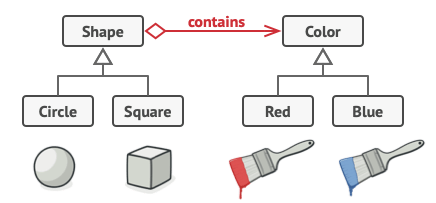 contains
Shape
Color
Circle
Square
Red
Blue